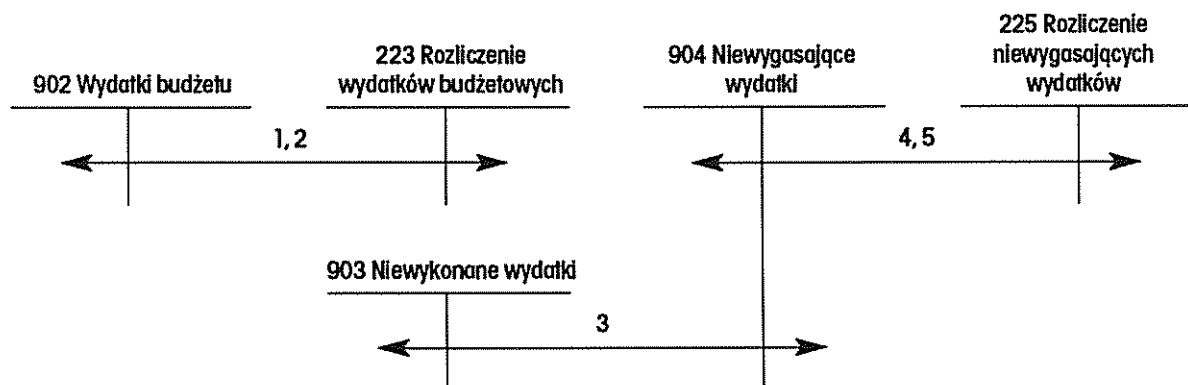 902 Wydatki budżetu
223 Rozliczenie
wydatków budżetowych
904 Niewygasające
wydatki
225 Rozliczenie
niewygasających
wydatków
1, 2
4, 5
903 Niewykonane wydatki
3